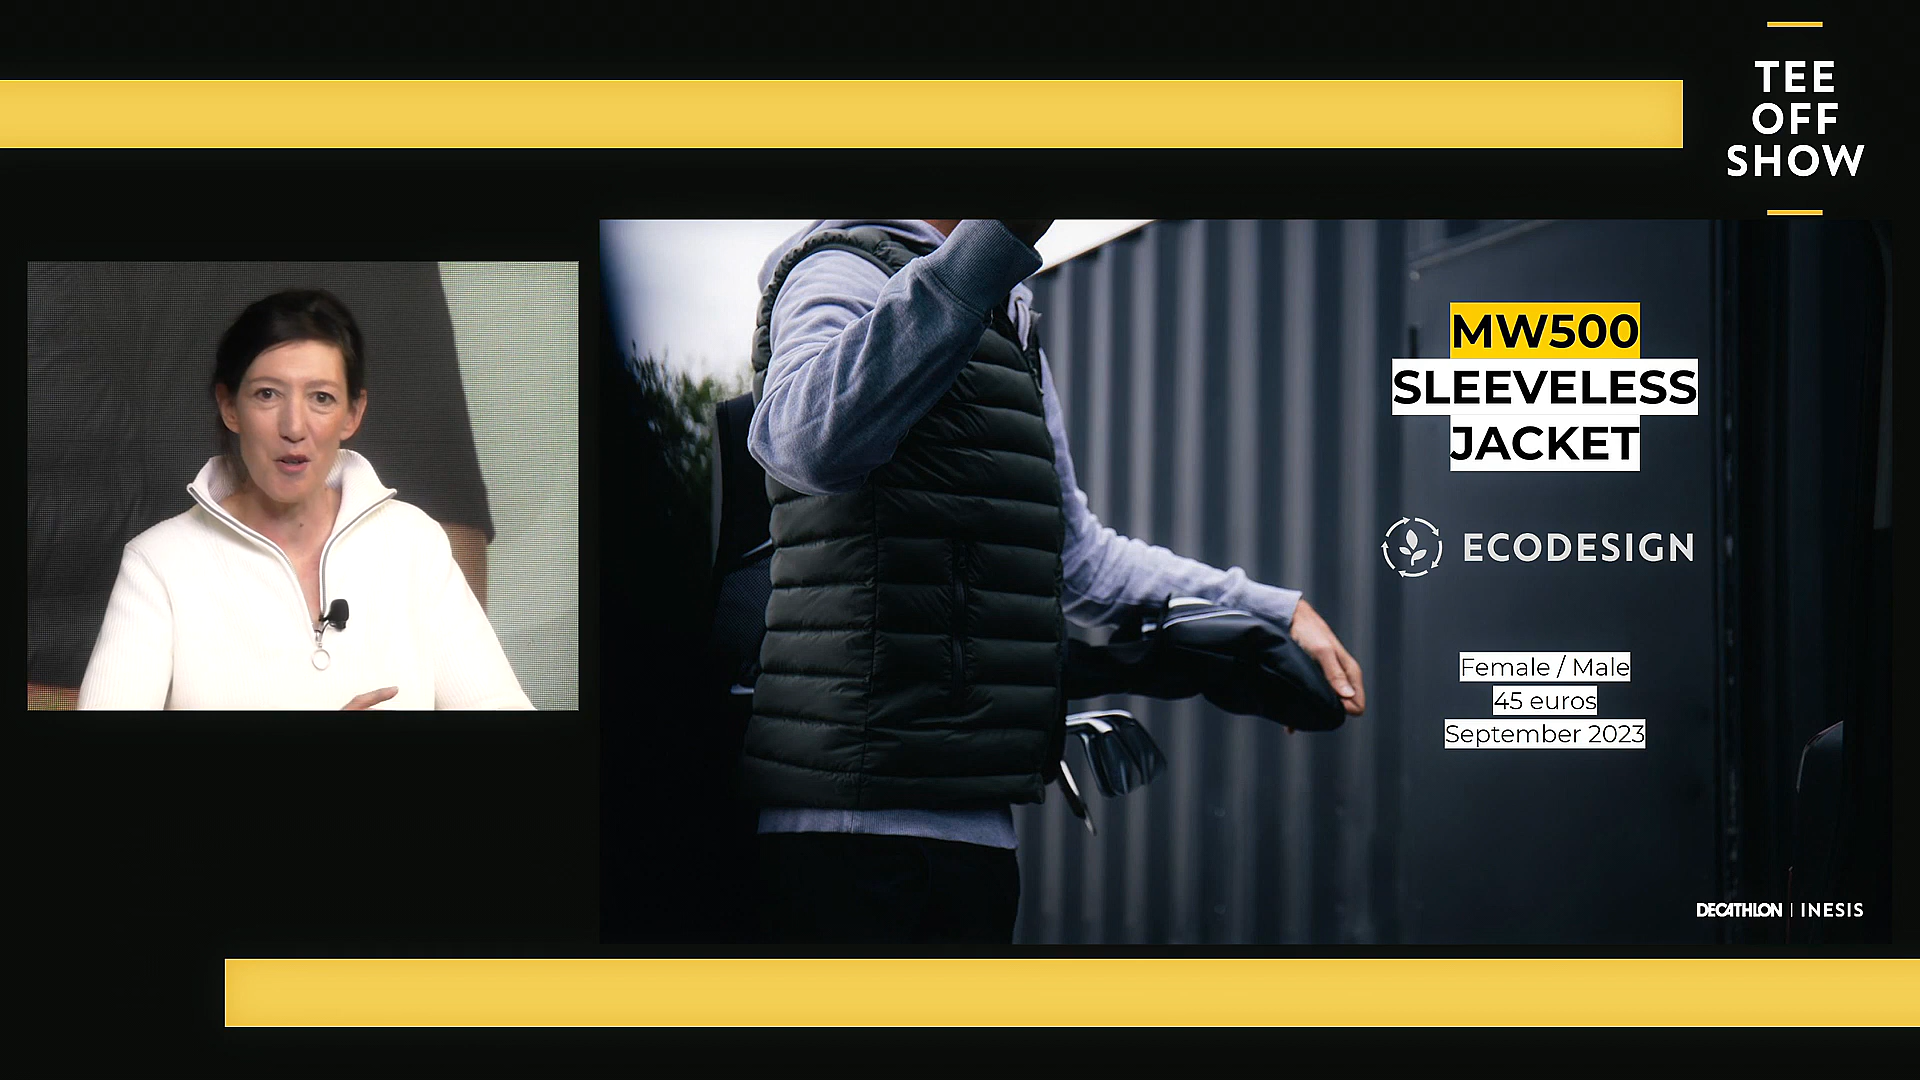 TEE
OFF
SHOW
MW500
SLEEVELESS
JACKET
ECODESIGN
Female / Male
45 euros
September 2023
DECATHLON | INESIS